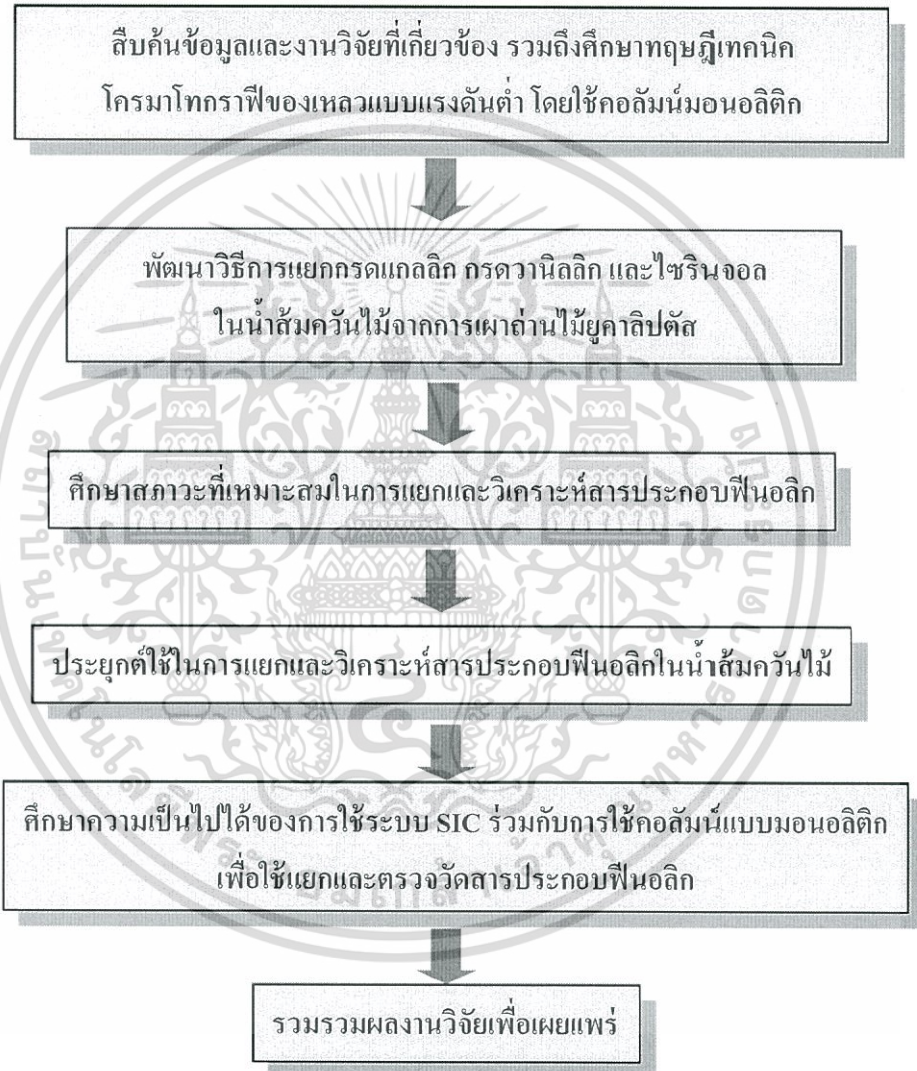 สืบค้นข้อมูลและงานวิจัยที่เกี่ยวข้อง รวมถึงศึกษาทฤษฎีเทคนิค
โครมาโทกราฟีของเหลวแบบแรงดันต่ำ โดยใช้คอลัมน์มอนอลิติก
พัฒนาวิธีการแยกกรดแกลลิก กรดวานิลลิก และไซรินจอล
ในน้ำส้มควันไม้จากการเผาถ่านไม้ยูคาลิปตัส
ศึกษาสภาวะที่เหมาะสมในการแยกและวิเคราะห์สารประกอบฟีนอลิก
ประยุกต์ใช้ในการแยกและวิเคราะห์สารประกอบฟีนอลิกในน้ำส้มควันไม้
ศึกษาความเป็นไปได้ของการใช้ระบบ SIC ร่วมกับการใช้คอลัมน์แบบมอนอลิติก
เพื่อใช้แยกและตรวจวัดสารประกอบฟีนอลิก
รวมรวมผลงานวิจัยเพื่อเผยแพร่